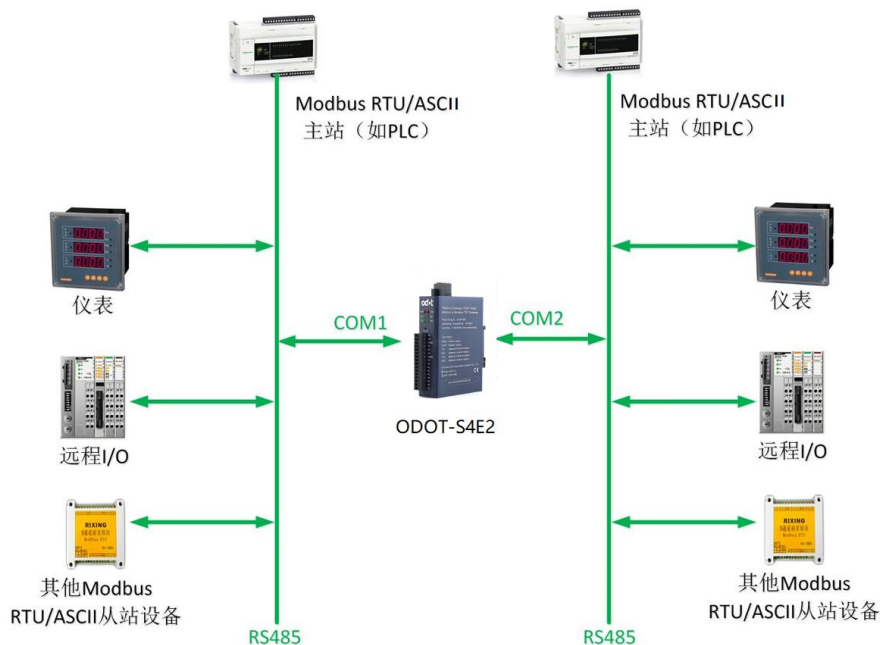 Modbus RTU/ASCII
主站（如PLC）
Modbus RTU/ASCII
主站（如PLC）
仪表
仪表
COM1
COM2
odot
ODOT-S4E2
远程I/O
远程I/O
RIXING
RIXING
其他Modbus
RTU/ASCII从站设备
其他Modbus
RTU/ASCII从站设备
RS485
RS485